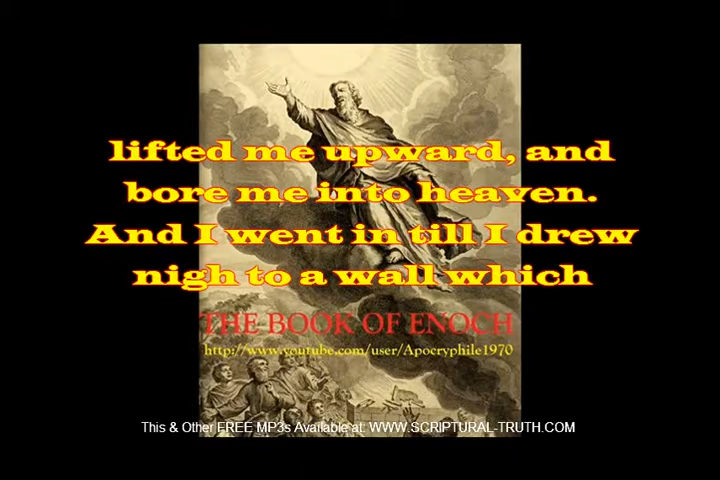 lifted me upward, and
bore me into heaven.
And I went in till I drew
nigh to a wall which
THE BOOK OF ENOCH
http://www.youtube.com/user/Apocryphile1970
This & Other FREE MP3s Available at: WWW.SCRIPTURAL-TRUTH.COM